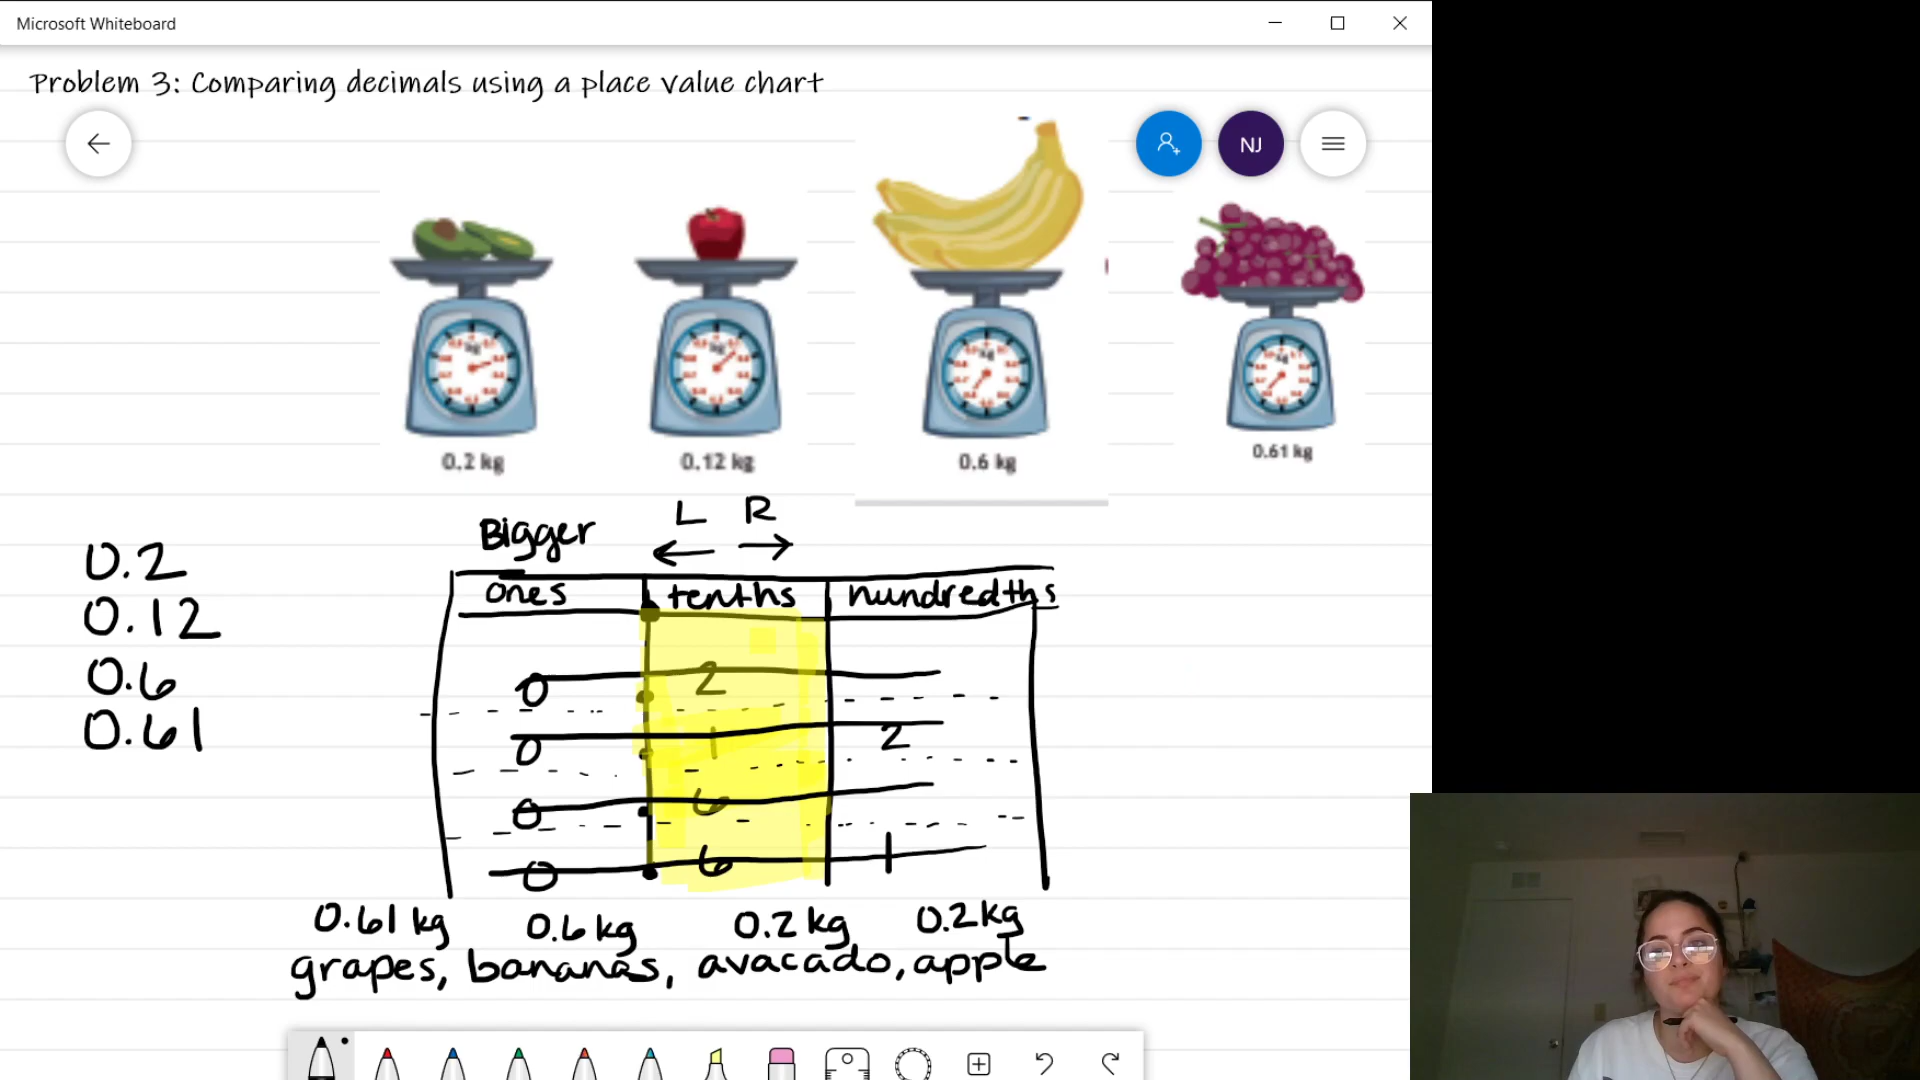 Microsoft Whiteboard
Problem 3: Comparing decimals using a place value chart
NJ
0.2 kg 0.12 kg 0.6 kg 0.61 kg
L R
Bigger
0.2
0.12
0.6
0.61
ones tenths hundredths
0 2
0 1 2
0 6
0 6 1
0.61 kg 0.6 kg 0.2 kg 0.2 kg
grapes, bananas, avacado, apple